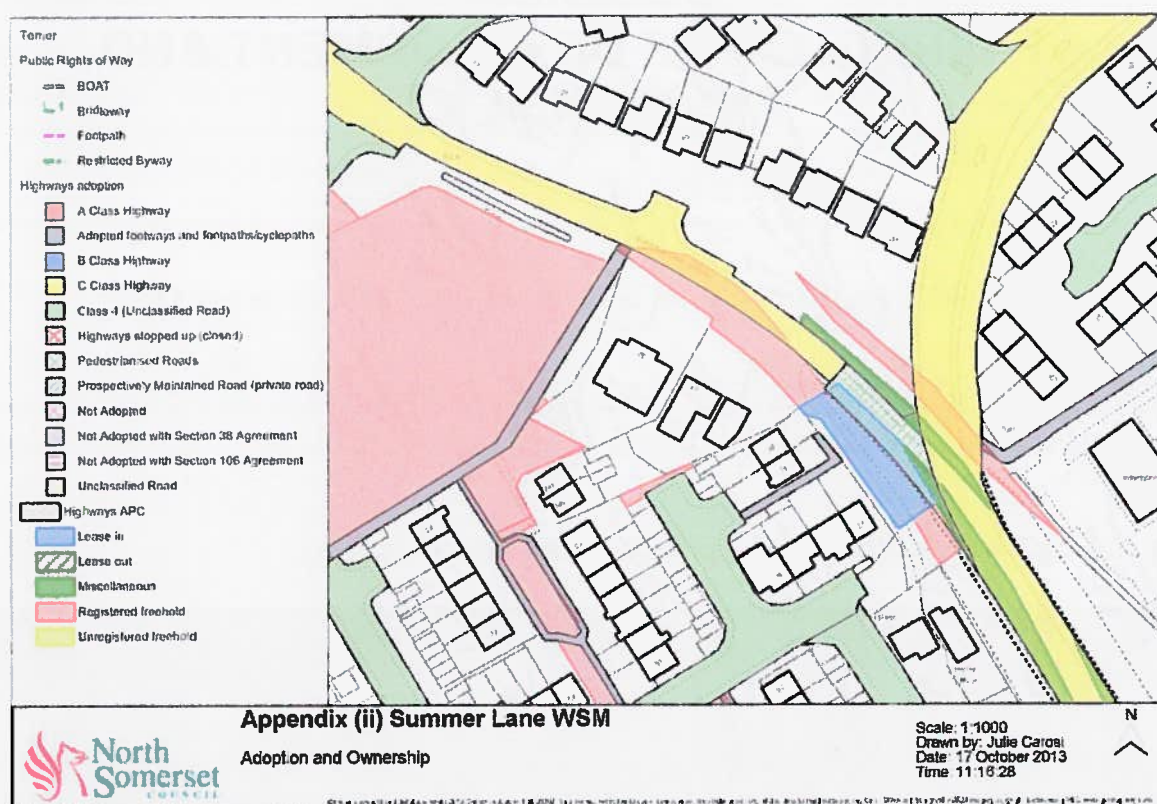 Public Rights of Way
BOAT
Bridleway
Footpath
Restricted Byway
Highways adoption
A Class Highway
Adopted footways and footpaths/cyclepaths
B Class Highway
C Class Highway
Class 4 (Unclassified Road)
Highways stopped up (closed)
Pedestrianised Roads
Prospectively Maintained Road (private road)
Not Adopted
Not Adopted with Section 38 Agreement
Not Adopted with Section 106 Agreement
Unclassified Road
Highways APC
Lease in
Lease out
Miscellaneous
Registered freehold
Unregistered freehold
North
Somerset
COUNCIL
Appendix (ii) Summer Lane WSM
Adoption and Ownership
Scale: 1:1000
Drawn by: Julie Carosi
Date: 17 October 2013
Time: 11:16:28
N